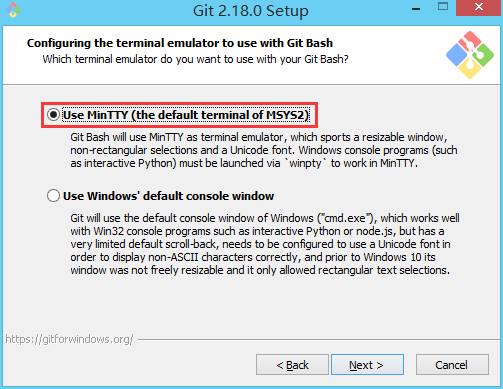 Git 2.18.0 Setup
Configuring the terminal emulator to use with Git Bash
Which terminal emulator do you want to use with your Git Bash?
Use MinTTY (the default terminal of MSYS2)
Git Bash will use MinTTY as terminal emulator, which sports a resizable window,
non-rectangular selections and a Unicode font. Windows console programs (such
as interactive Python) must be launched via `winpty` to work in MinTTY.
Use Windows' default console window
Git will use the default console window of Windows ("cmd.exe"), which works well
with Win32 console programs such as interactive Python or node.js, but has a
very limited default scroll-back, needs to be configured to use a Unicode font in
order to display non-ASCII characters correctly, and prior to Windows 10 its
window was not freely resizable and it only allowed rectangular text selections.
https://gitforwindows.org/
< Back
Next >
Cancel